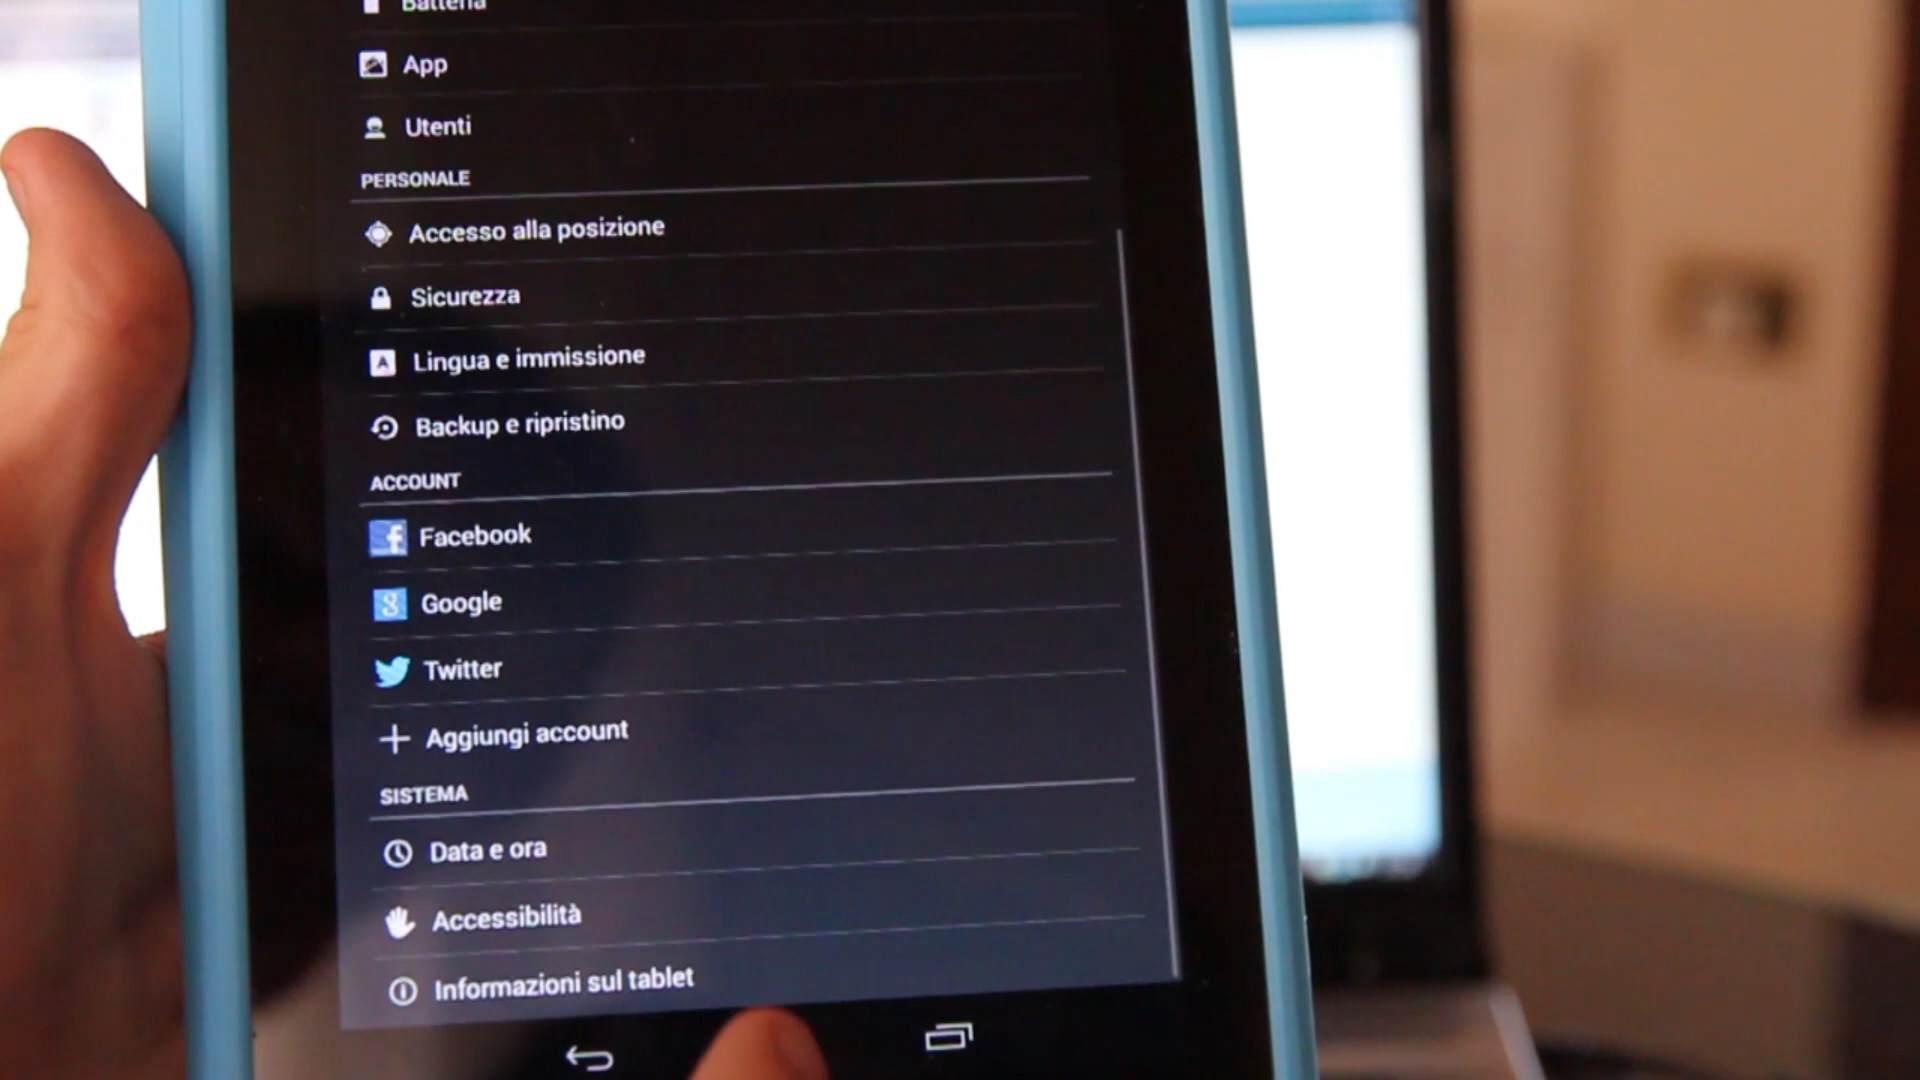 Batteria
App
Utenti
PERSONALE
Accesso alla posizione
Sicurezza
Lingua e immissione
Backup e ripristino
ACCOUNT
Facebook
Google
Twitter
Aggiungi account
SISTEMA
Data e ora
Accessibilità
Informazioni sul tablet